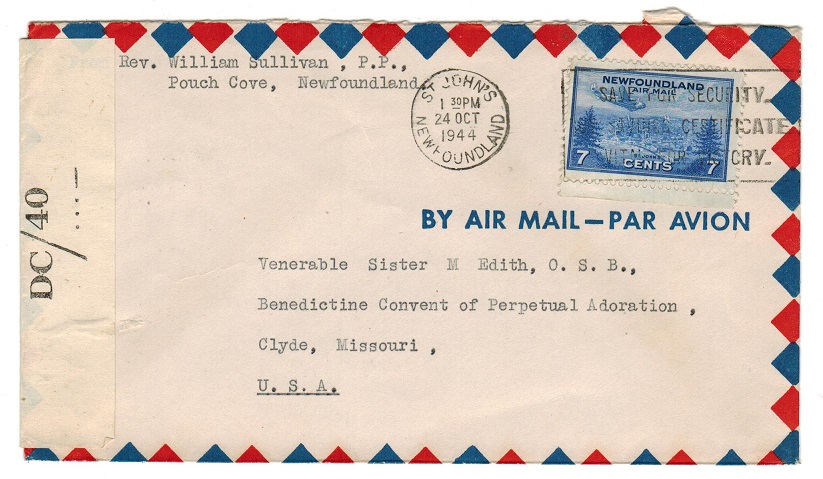 Rev. William Sullivan , P.P.,
Pouch Cove, Newfoundland.
ST JOHN'S
1 30PM
24 OCT
1944
NEWFOUNDLAND
NEWFOUNDLAND
AIR MAIL
SAVE FOR SECURITY_
CERTIFICATE
7 CENTS 7
BY AIR MAIL—PAR AVION
DC/40
Venerable Sister M Edith, O. S. B.,
Benedictine Convent of Perpetual Adoration ,
Clyde, Missouri ,
U. S. A.